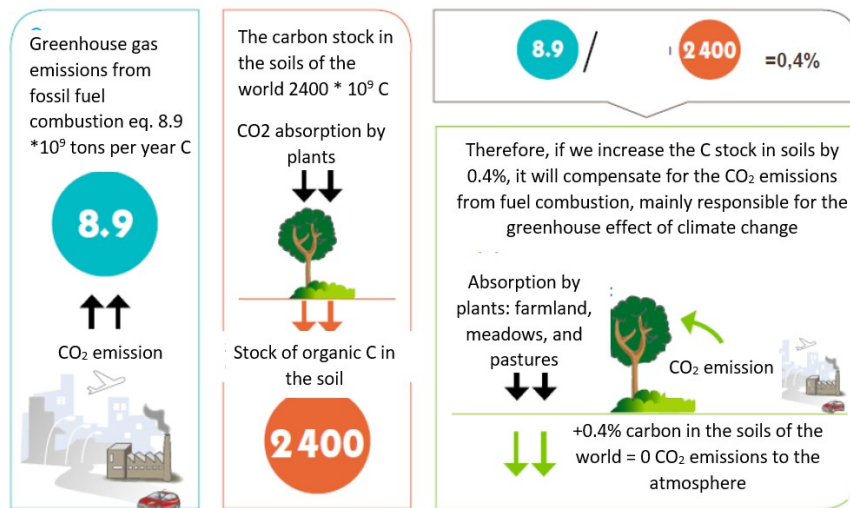 Greenhouse gas
emissions from
fossil fuel
combustion eq. 8.9
*10⁹ tons per year C
8.9
CO₂ emission
The carbon stock in
the soils of the
world 2400 * 10⁹ C
CO2 absorption by
plants
Stock of organic C in
the soil
2 400
8.9 / 2 400 =0,4%
Therefore, if we increase the C stock in soils by
0.4%, it will compensate for the CO₂ emissions
from fuel combustion, mainly responsible for the
greenhouse effect of climate change
Absorption by
plants: farmland,
meadows, and
pastures
CO₂ emission
+0.4% carbon in the soils of the
world = 0 CO₂ emissions to the
atmosphere